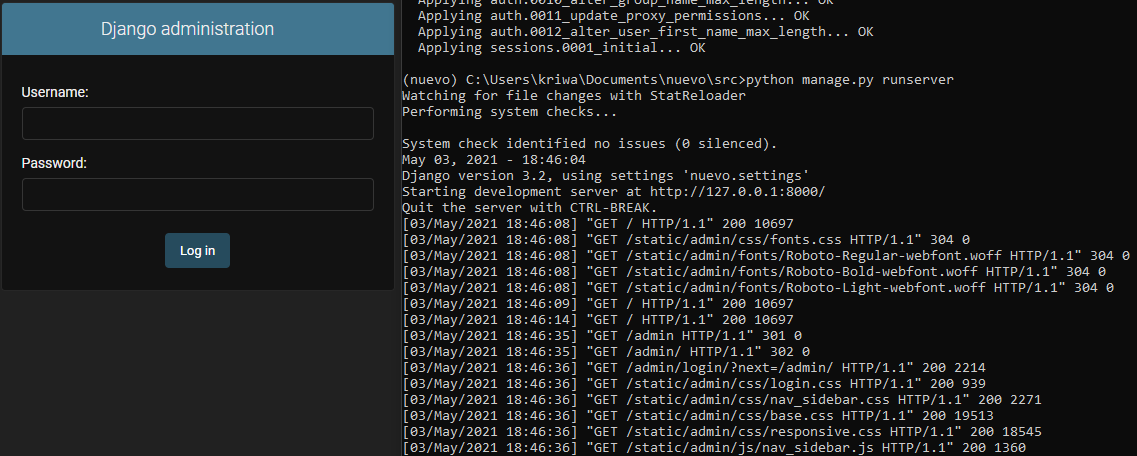 Django administration
Username:
Password:
Log in
Applying auth.0010_alter_group_name_max_length... OK
Applying auth.0011_update_proxy_permissions... OK
Applying auth.0012_alter_user_first_name_max_length... OK
Applying sessions.0001_initial... OK
(nuevo) C:\Users\kriwa\Documents\nuevo\src>python manage.py runserver
Watching for file changes with StatReloader
Performing system checks...
System check identified no issues (0 silenced).
May 03, 2021 - 18:46:04
Django version 3.2, using settings 'nuevo.settings'
Starting development server at http://127.0.0.1:8000/
Quit the server with CTRL-BREAK.
[03/May/2021 18:46:08] "GET / HTTP/1.1" 200 10697
[03/May/2021 18:46:08] "GET /static/admin/css/fonts.css HTTP/1.1" 304 0
[03/May/2021 18:46:08] "GET /static/admin/fonts/Roboto-Regular-webfont.woff HTTP/1.1" 304 0
[03/May/2021 18:46:08] "GET /static/admin/fonts/Roboto-Bold-webfont.woff HTTP/1.1" 304 0
[03/May/2021 18:46:08] "GET /static/admin/fonts/Roboto-Light-webfont.woff HTTP/1.1" 304 0
[03/May/2021 18:46:09] "GET / HTTP/1.1" 200 10697
[03/May/2021 18:46:14] "GET / HTTP/1.1" 200 10697
[03/May/2021 18:46:35] "GET /admin HTTP/1.1" 301 0
[03/May/2021 18:46:35] "GET /admin/ HTTP/1.1" 302 0
[03/May/2021 18:46:36] "GET /admin/login/?next=/admin/ HTTP/1.1" 200 2214
[03/May/2021 18:46:36] "GET /static/admin/css/login.css HTTP/1.1" 200 939
[03/May/2021 18:46:36] "GET /static/admin/css/nav_sidebar.css HTTP/1.1" 200 2271
[03/May/2021 18:46:36] "GET /static/admin/css/base.css HTTP/1.1" 200 19513
[03/May/2021 18:46:36] "GET /static/admin/css/responsive.css HTTP/1.1" 200 18545
[03/May/2021 18:46:36] "GET /static/admin/js/nav_sidebar.js HTTP/1.1" 200 1360